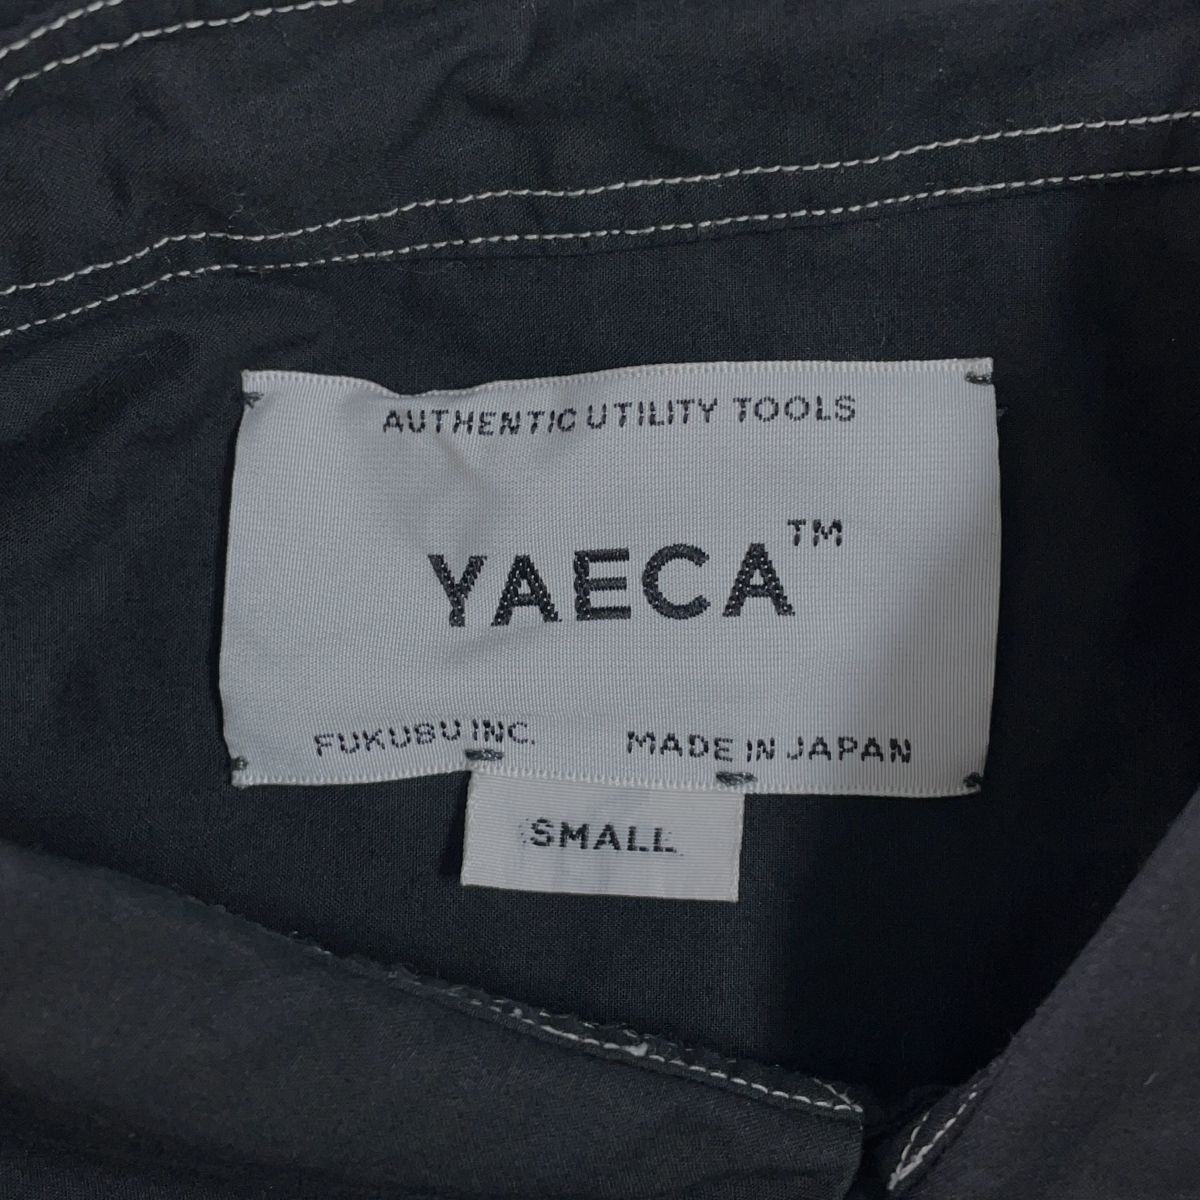 AUTHENTIC UTILITY TOOLS
YAECA™
FUKUBU INC. MADE IN JAPAN
SMALL